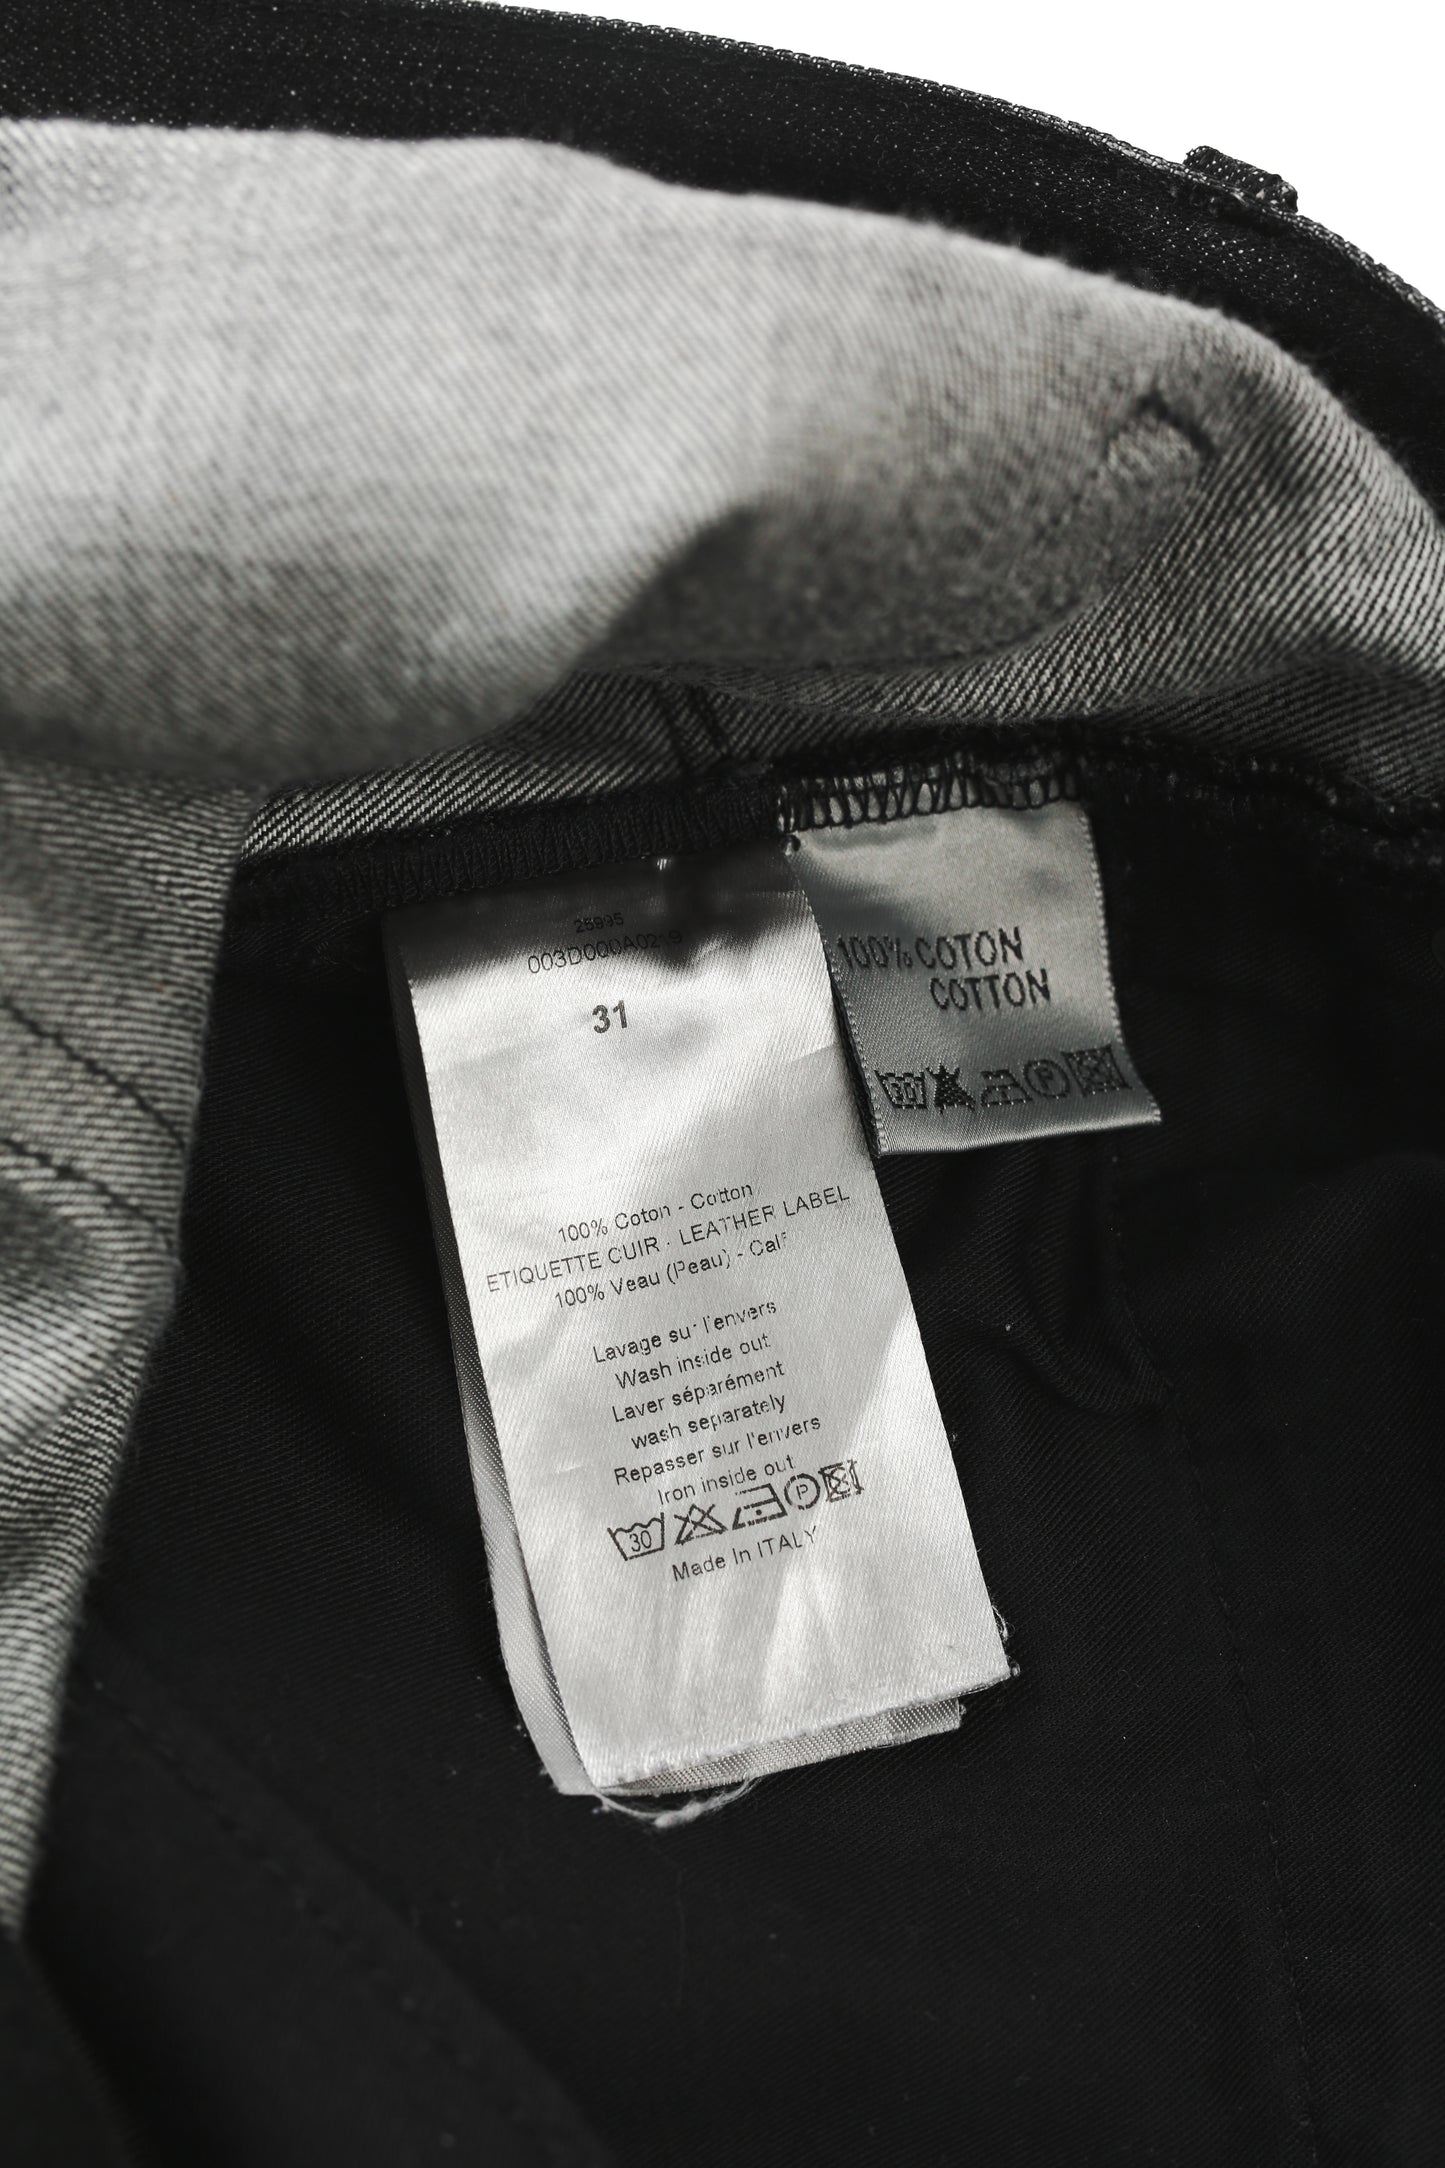 25995
003D000A0219
31
100% Coton - Cotton
ETIQUETTE CUIR - LEATHER LABEL
100% Veau (Peau) - Calf
Lavage sur l'envers
Wash inside out
Laver séparément
wash separately
Repasser sur l'envers
Iron inside out
30 P
Made In ITALY
100% COTON
COTTON
30° P